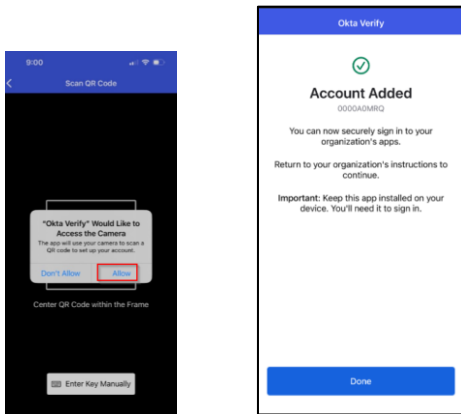 9:00
Scan QR Code
"Okta Verify" Would Like to
Access the Camera
The app will use your camera to scan a
QR code to set up your account.
Don't Allow
Allow
Center QR Code within the Frame
Enter Key Manually
Okta Verify
Account Added
0000A0MRQ
You can now securely sign in to your
organization's apps.
Return to your organization's instructions to
continue.
Important: Keep this app installed on your
device. You'll need it to sign in.
Done